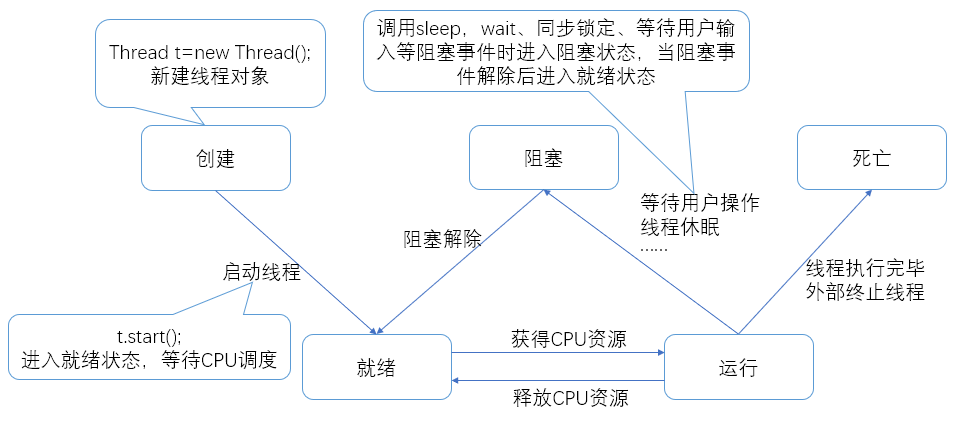 Thread t=new Thread();
新建线程对象
调用sleep，wait、同步锁定、等待用户输
入等阻塞事件时进入阻塞状态，当阻塞事
件解除后进入就绪状态
创建
阻塞
死亡
等待用户操作
线程休眠
……
阻塞解除
启动线程
线程执行完毕
外部终止线程
t.start();
进入就绪状态，等待CPU调度
就绪
获得CPU资源
运行
释放CPU资源